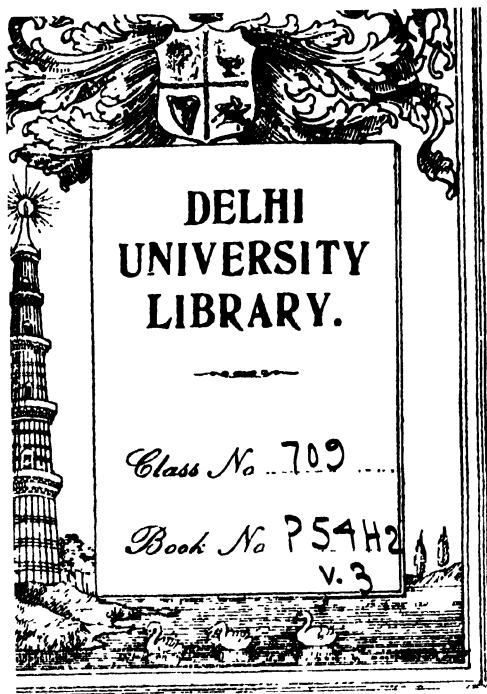 DELHI
UNIVERSITY
LIBRARY.
Class No 709
Book No P54H2
v. 3